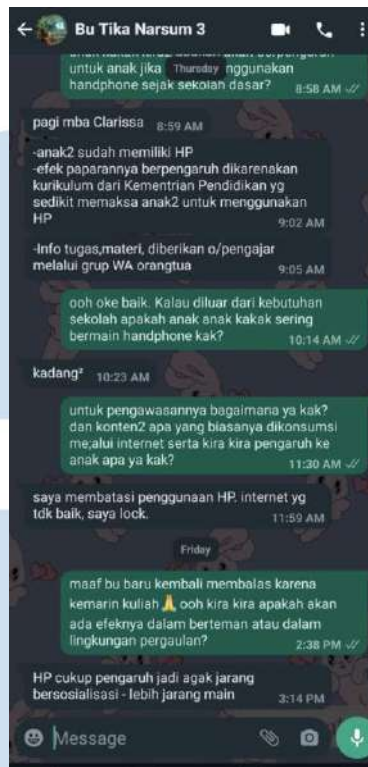 Bu Tika Narsum 3
untuk anak jika
Thursday
nggunakan
handphone sejak sekolah dasar?
8:58 AM
pagi mba Clarissa
8:59 AM
-anak2 sudah memiliki HP
-efek paparannya berpengaruh dikarenakan
kurikulum dari Kementrian Pendidikan yg
sedikit memaksa anak2 untuk menggunakan
HP
9:02 AM
-Info tugas,materi, diberikan o/pengajar
melalui grup WA orangtua
9:05 AM
ooh oke baik. Kalau diluar dari kebutuhan
sekolah apakah anak anak kakak sering
bermain handphone kak?
10:14 AM
kadang²
10:23 AM
untuk pengawasannya bagaimana ya kak?
dan konten2 apa yang biasanya dikonsumsi
me;alui internet serta kira kira pengaruh ke
anak apa ya kak?
11:30 AM
saya membatasi penggunaan HP. internet yg
tdk baik, saya lock.
11:59 AM
Friday
maaf bu baru kembali membalas karena
kemarin kuliah🙏 ooh kira kira apakah akan
ada efeknya dalam berteman atau dalam
lingkungan pergaulan?
2:38 PM
HP cukup pengaruh jadi agak jarang
bersosialisasi - lebih jarang main
3:14 PM
Message